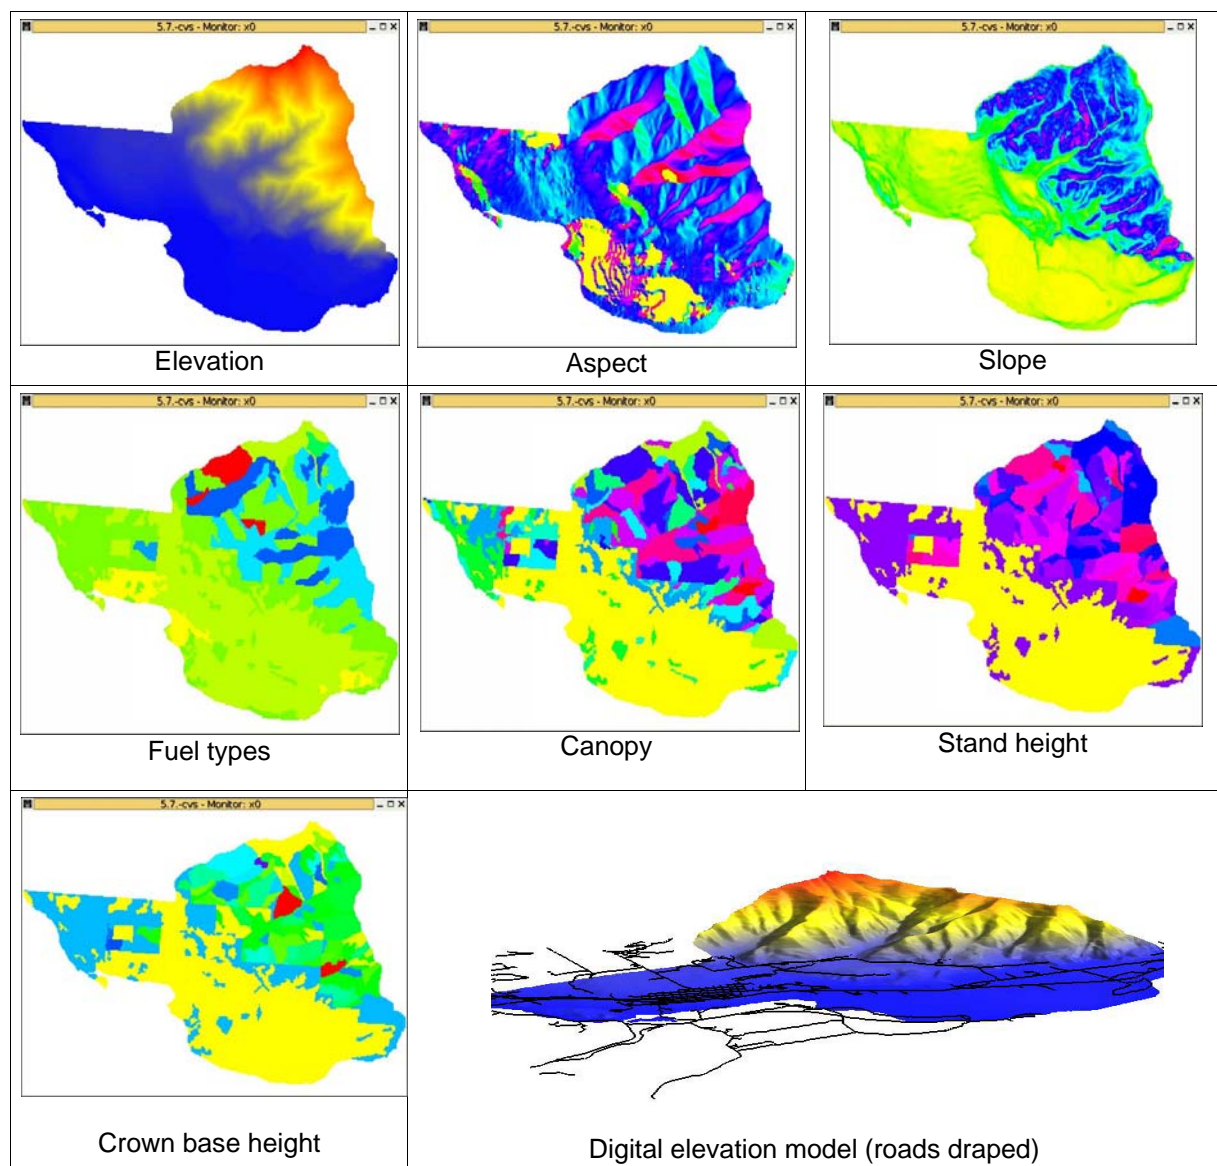 5.7.-cvs - Monitor: x0
5.7.-cvs - Monitor: x0
5.7.-cvs - Monitor: x0
Elevation
Aspect
Slope
5.7.-cvs - Monitor: x0
5.7.-cvs - Monitor: x0
5.7.-cvs - Monitor: x0
Fuel types
Canopy
Stand height
5.7.-cvs - Monitor: x0
Crown base height
Digital elevation model (roads draped)